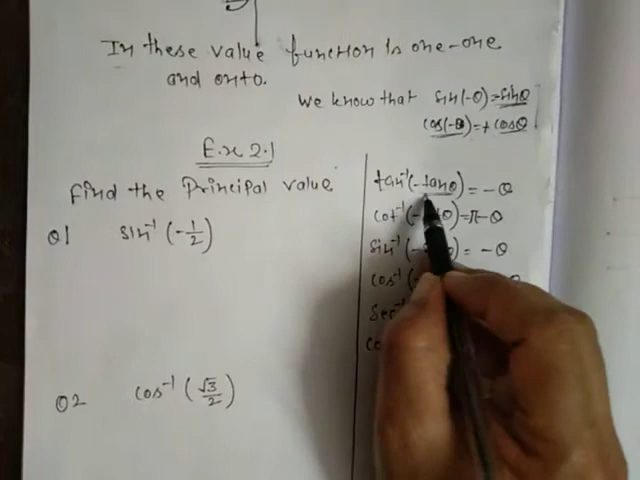 In these value function is one-one
and onto.
We know that sin(-θ)=sinθ
cos(-θ)=+cosθ
Ex 2.1
Find the Principal value
Q1 sin⁻¹(-1/2)
tan⁻¹(-tanθ)=-θ
cot⁻¹(- θ)=π-θ
sin⁻¹(- θ)=-θ
cos⁻¹(- θ
Sec⁻¹
Q2 cos⁻¹(√3/2)